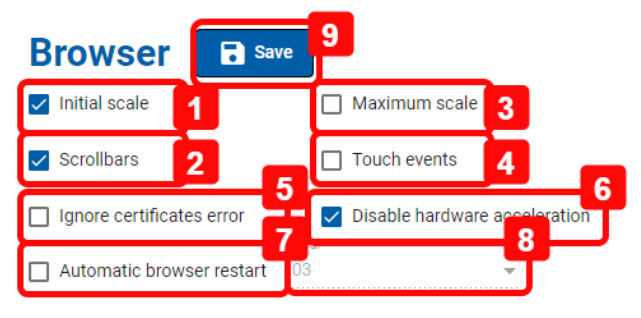 Browser Save 9
Initial scale 1 Maximum scale 3
Scrollbars 2 Touch events 4
5 6
Ignore certificates error Disable hardware acceleration
7 8
Automatic browser restart 03